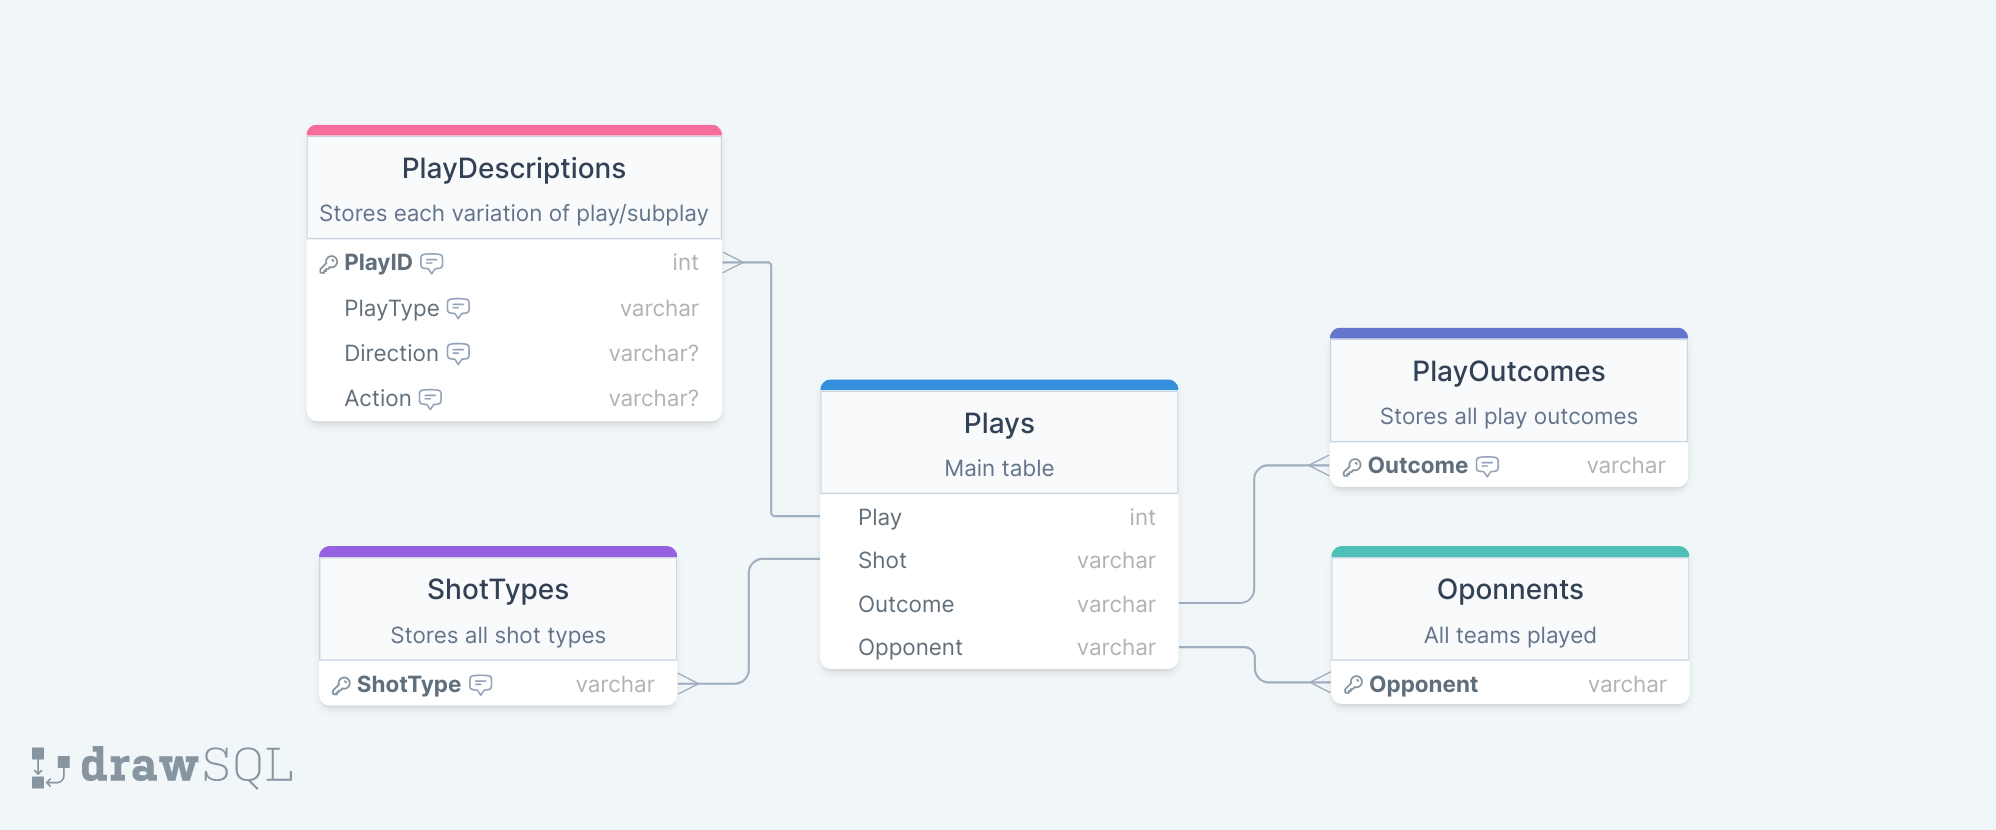 PlayDescriptions
Stores each variation of play/subplay
PlayID int
PlayType varchar
Direction varchar?
Action varchar?
ShotTypes
Stores all shot types
ShotType varchar
Plays
Main table
Play int
Shot varchar
Outcome varchar
Opponent varchar
PlayOutcomes
Stores all play outcomes
Outcome varchar
Oponnents
All teams played
Opponent varchar
drawSQL